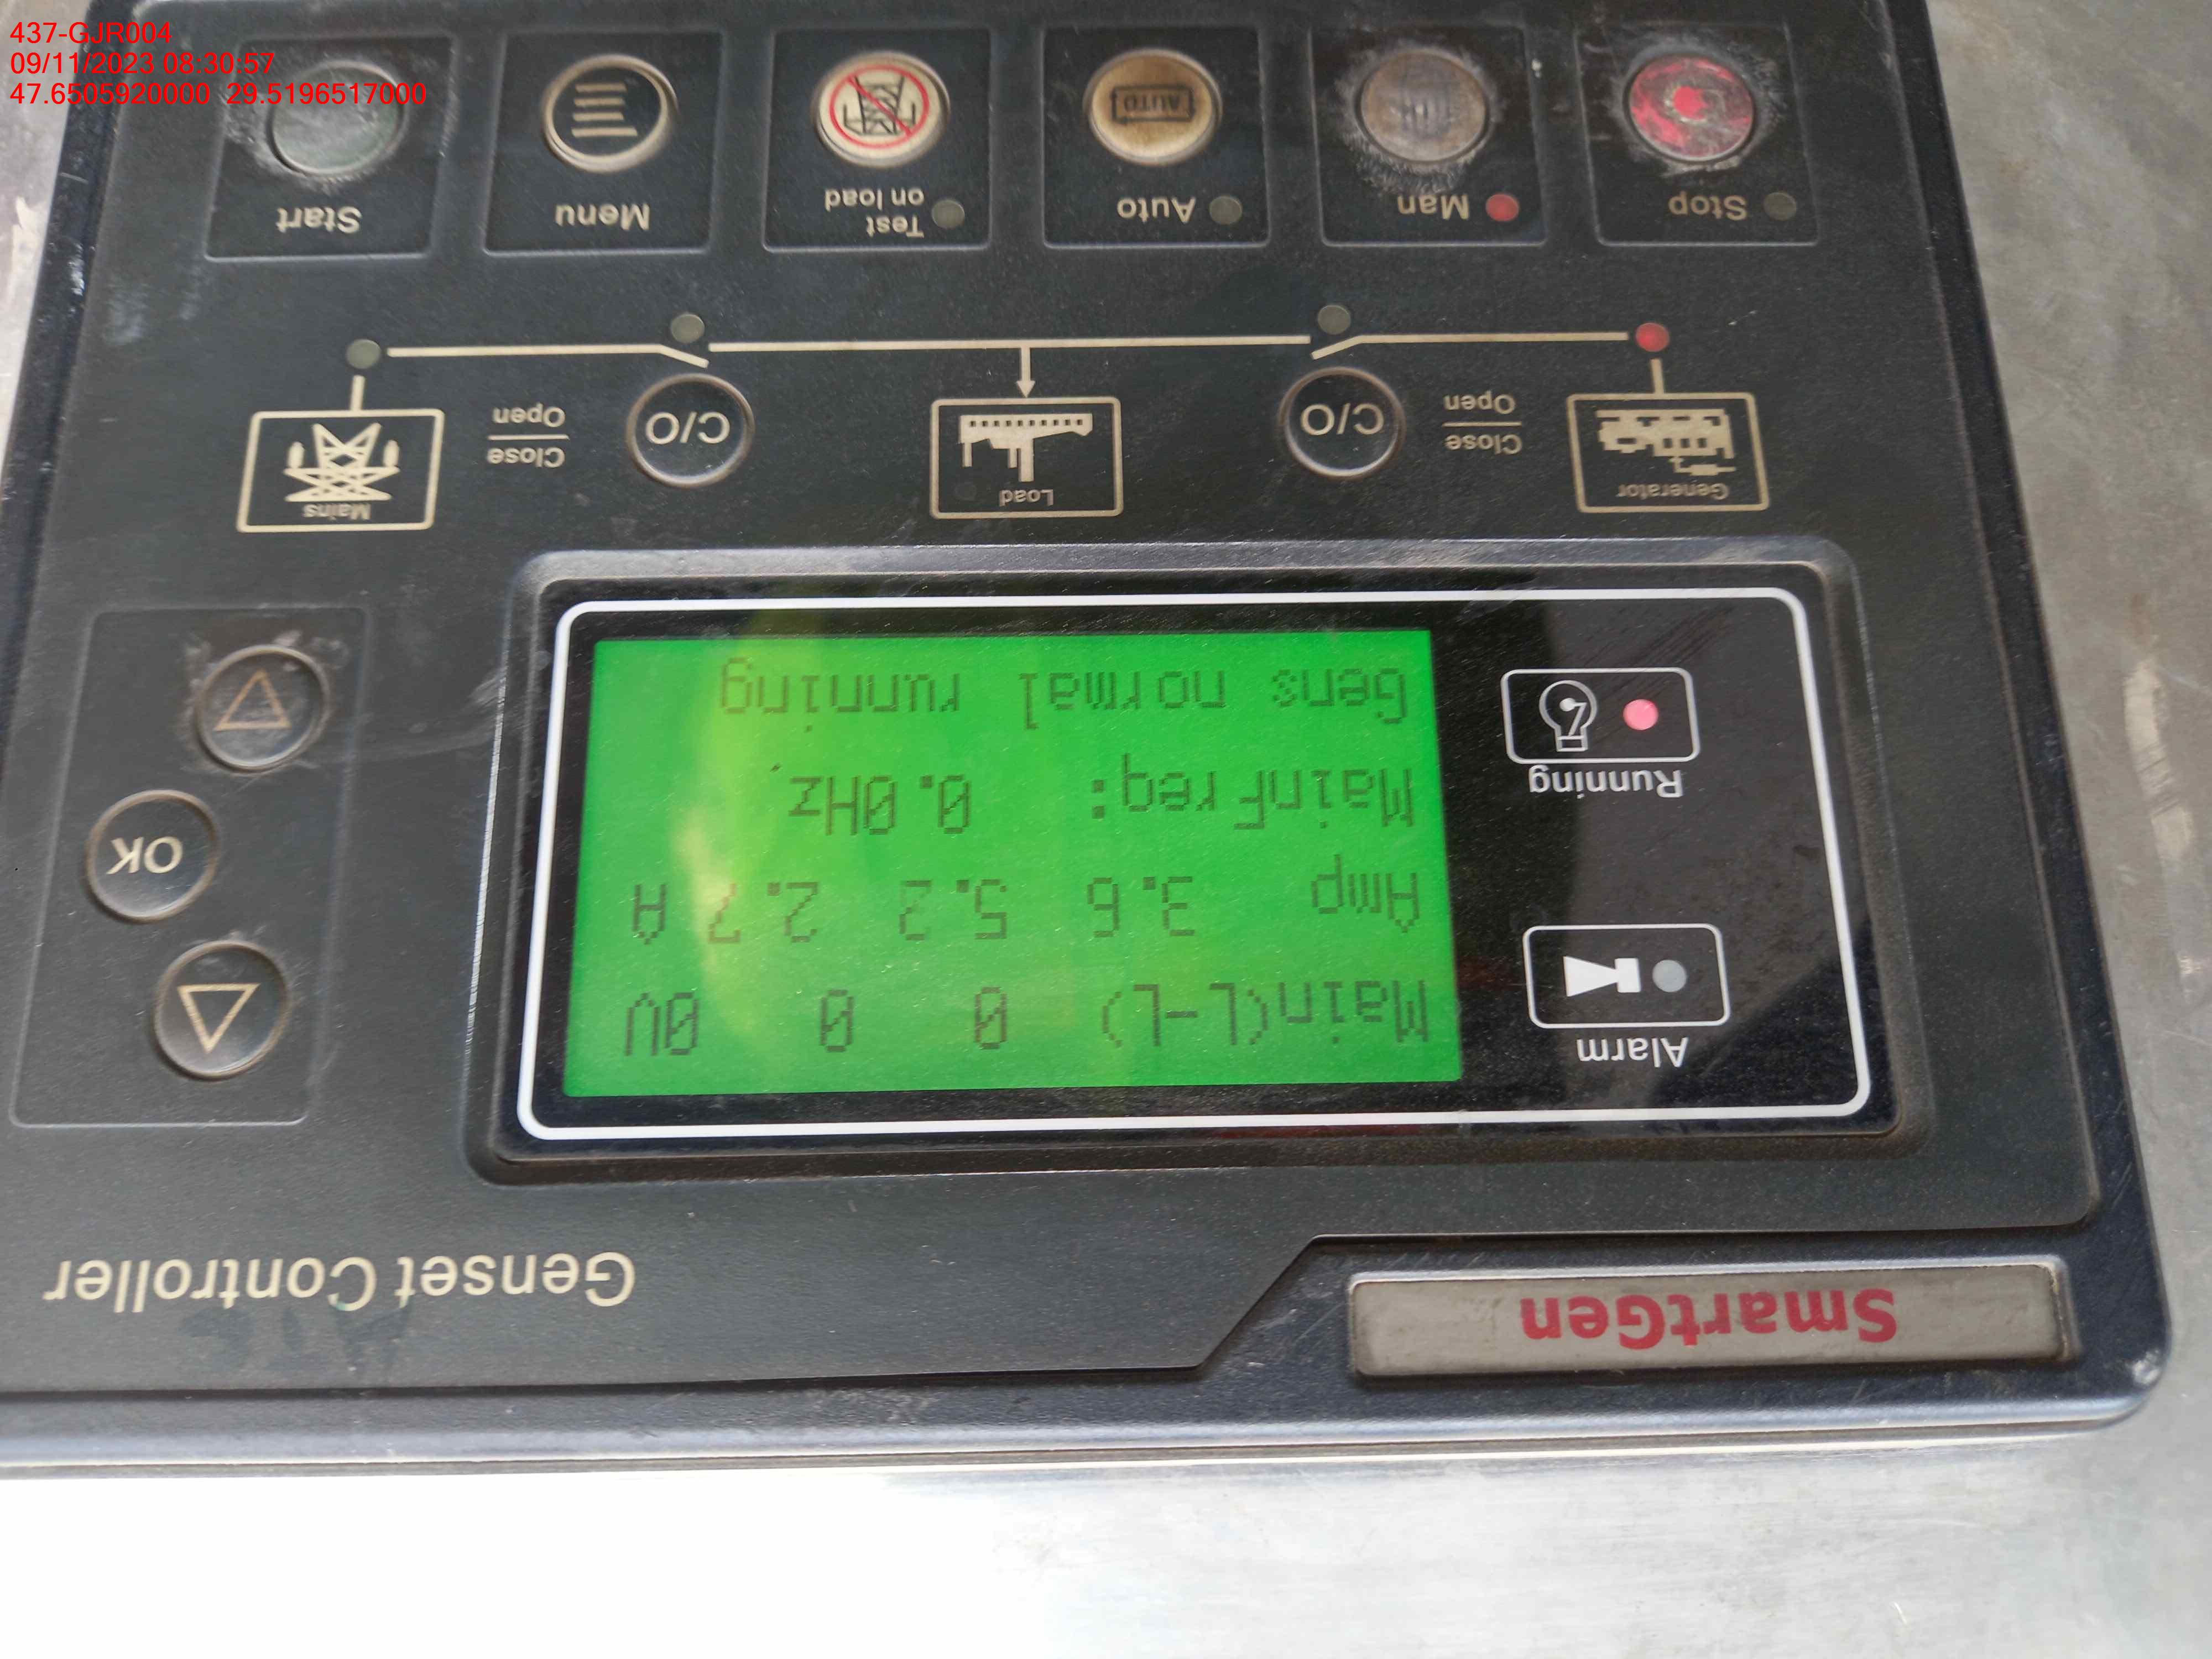 437-GJR004
09/11/2023 08:30:57
47.6505920000 29.5196517000
SmartGen
Genset Controller
Alarm
Running
Main(L-L) 0 0 0V
Amp 3.6 5.2 2.7 A
MainFreq: 0.0Hz
Gens normal running
OK
Generator
Close
Open
C/O
Load
C/O
Close
Open
Mains
Stop
Man
Auto
AUTO
Test
on load
Menu
Start